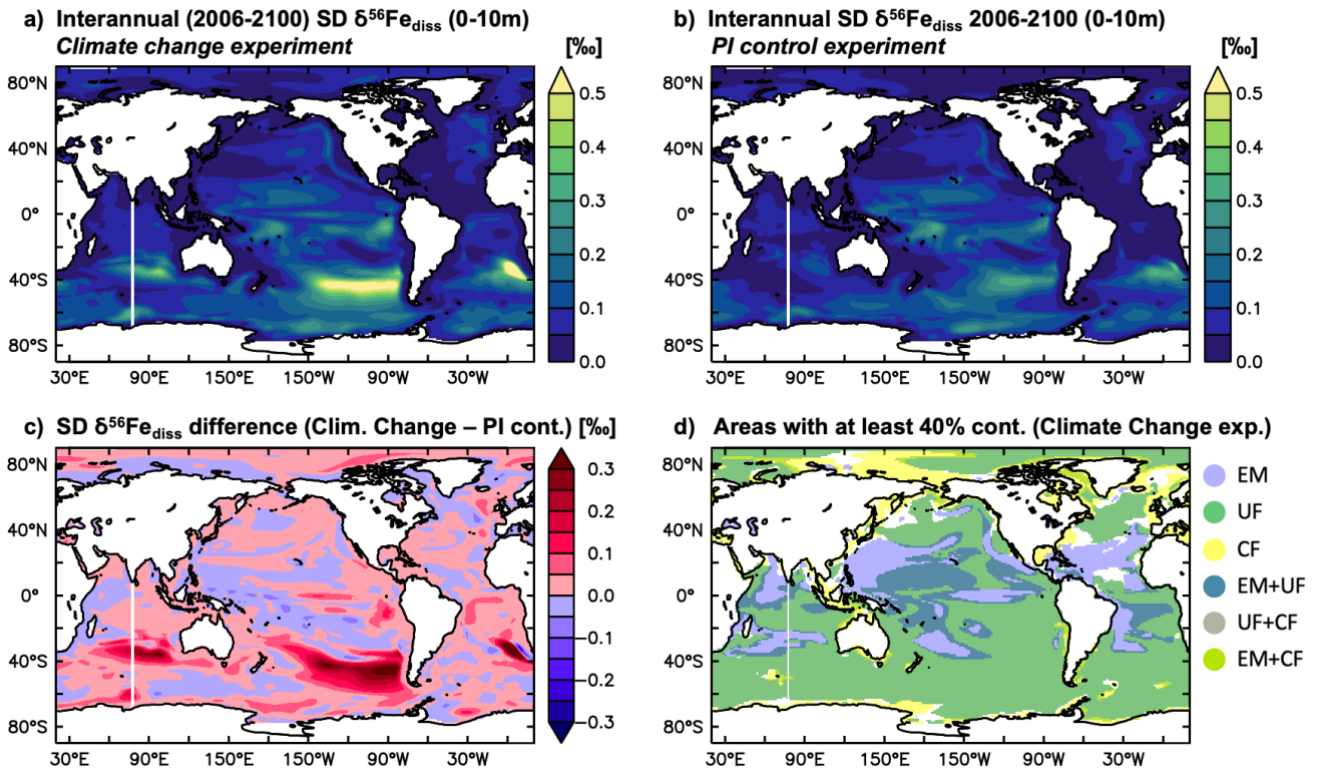 a) Interannual (2006-2100) SD δ⁵⁶Fe_diss (0-10m)
Climate change experiment
[‰]
80°N
40°N
0°
40°S
80°S
30°E 90°E 150°E 150°W 90°W 30°W
0.5
0.4
0.3
0.2
0.1
0.0
b) Interannual SD δ⁵⁶Fe_diss 2006-2100 (0-10m)
PI control experiment
[‰]
80°N
40°N
0°
40°S
80°S
30°E 90°E 150°E 150°W 90°W 30°W
0.5
0.4
0.3
0.2
0.1
0.0
c) SD δ⁵⁶Fe_diss difference (Clim. Change – PI cont.) [‰]
80°N
40°N
0°
40°S
80°S
30°E 90°E 150°E 150°W 90°W 30°W
0.3
0.2
0.1
0.0
−0.1
−0.2
−0.3
d) Areas with at least 40% cont. (Climate Change exp.)
80°N
40°N
0°
40°S
80°S
30°E 90°E 150°E 150°W 90°W 30°W
EM
UF
CF
EM+UF
UF+CF
EM+CF